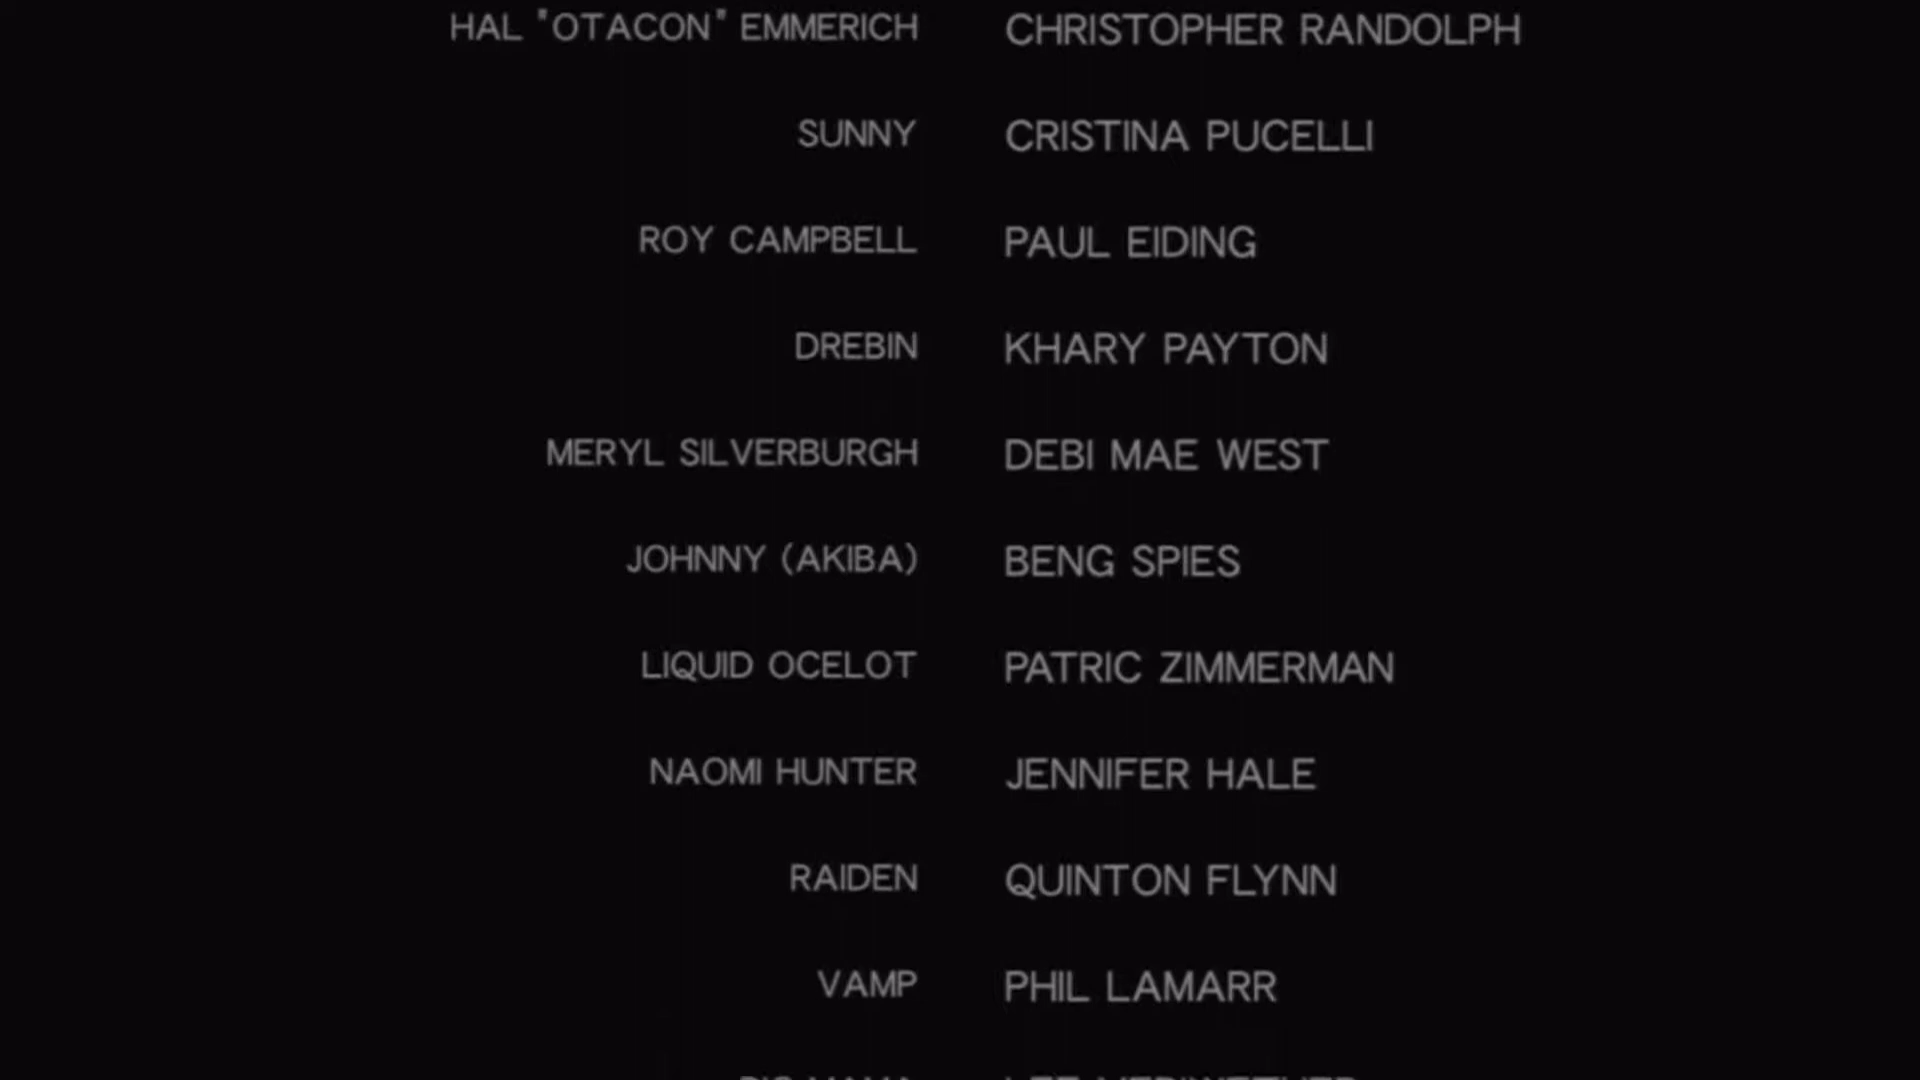 HAL "OTACON" EMMERICH CHRISTOPHER RANDOLPH
SUNNY CRISTINA PUCELLI
ROY CAMPBELL PAUL EIDING
DREBIN KHARY PAYTON
MERYL SILVERBURGH DEBI MAE WEST
JOHNNY (AKIBA) BENG SPIES
LIQUID OCELOT PATRIC ZIMMERMAN
NAOMI HUNTER JENNIFER HALE
RAIDEN QUINTON FLYNN
VAMP PHIL LAMARR